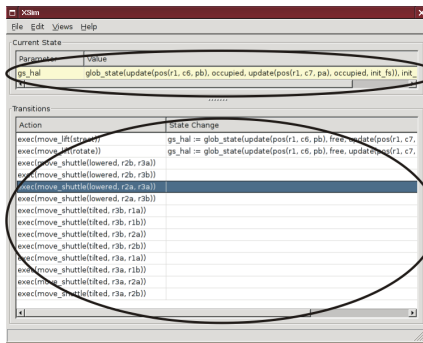 XSim
File Edit Views Help
Current State
Parameter Value
gs_hal glob_state(update(pos(r1, c6, pb), occupied, update(pos(r1, c7, pa), occupied, init_fs)), init_
Transitions
Action State Change
exec(move_lift(street)) gs_hal := glob_state(update(pos(r1, c6, pb), free, update(pos(r1, c7,
exec(move_lift(rotate)) gs_hal := glob_state(update(pos(r1, c6, pb), free, update(pos(r1, c7,
exec(move_shuttle(lowered, r2b, r3a))
exec(move_shuttle(lowered, r2b, r3b))
exec(move_shuttle(lowered, r2a, r3a))
exec(move_shuttle(lowered, r2a, r3b))
exec(move_shuttle(tilted, r3b, r1a))
exec(move_shuttle(tilted, r3b, r1b))
exec(move_shuttle(tilted, r3b, r2a))
exec(move_shuttle(tilted, r3b, r2b))
exec(move_shuttle(tilted, r3a, r1a))
exec(move_shuttle(tilted, r3a, r1b))
exec(move_shuttle(tilted, r3a, r2a))
exec(move_shuttle(tilted, r3a, r2b))